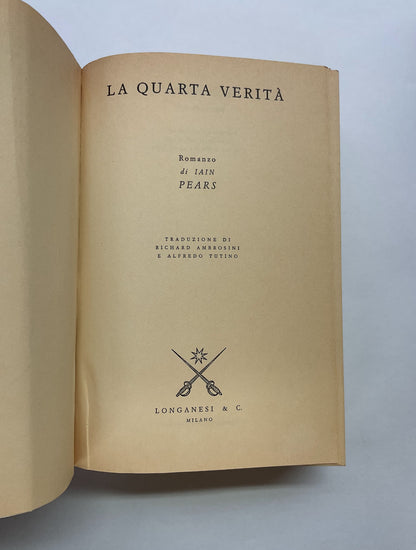 LA QUARTA VERITÀ
Romanzo
di IAIN
PEARS
TRADUZIONE DI
RICHARD AMBROSINI
E ALFREDO TUTINO
LONGANESI & C.
MILANO